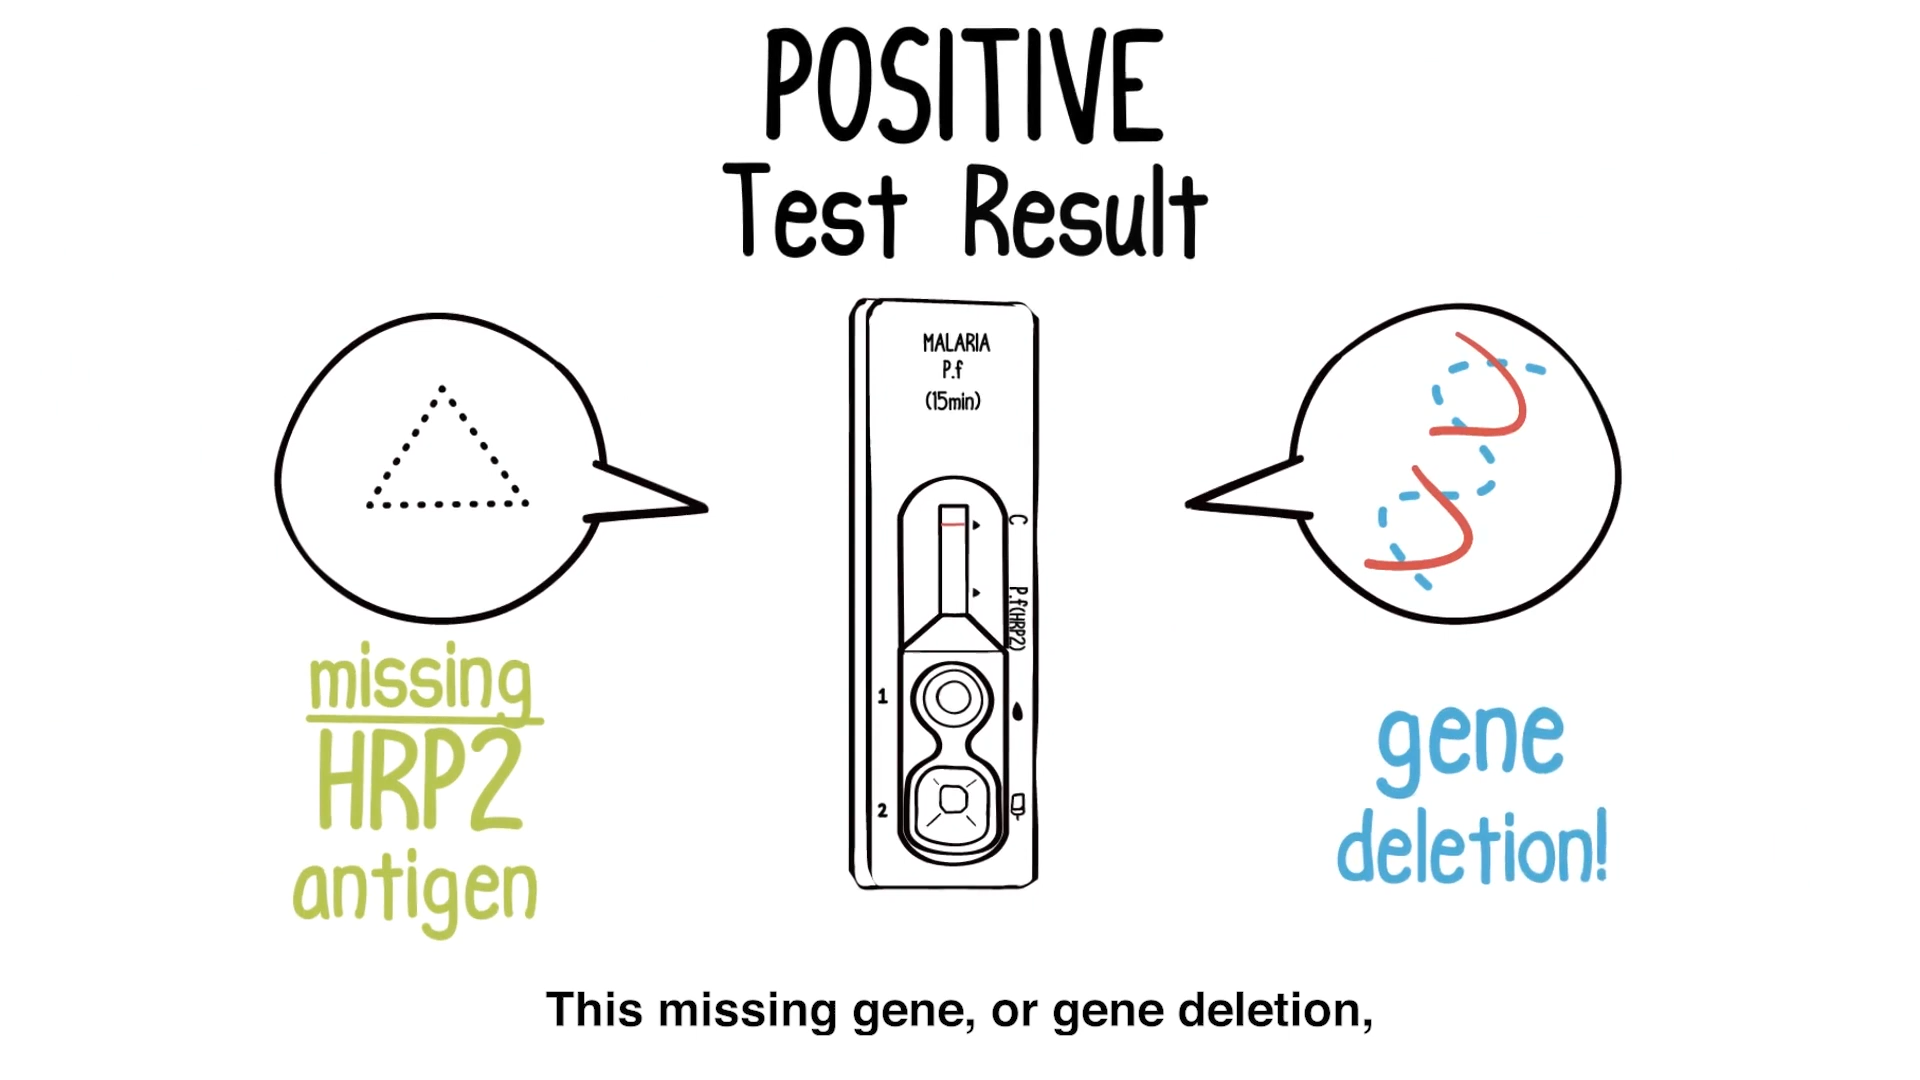 POSITIVE
Test Result
MALARIA
P.f
(15min)
C
P.f(HRP2)
1
2
missing
HRP2
antigen
gene
deletion!
This missing gene, or gene deletion,